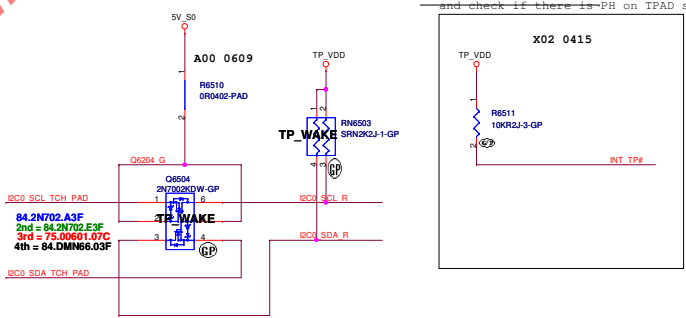 and check if there is PH on TPAD s
5V_S0
A00 0609
TP_VDD
X02 0415
TP_VDD
1
R6510
0R0402-PAD
2
1
2
RN6503
SRN2K2J-1-GP
TP_WAKE
4
3
GP
1
R6511
10KR2J-3-GP
2
GP
INT_TP#
Q6204_G
Q6504
2N7002KDW-GP
I2C0_SCL_TCH_PAD
1
6
I2C0_SCL_R
84.2N702.A3F
2nd = 84.2N702.E3F
3rd = 75.00601.07C
4th = 84.DMN66.03F
TP_WAKE
2
5
3
4
GP
I2C0_SDA_R
I2C0_SDA_TCH_PAD